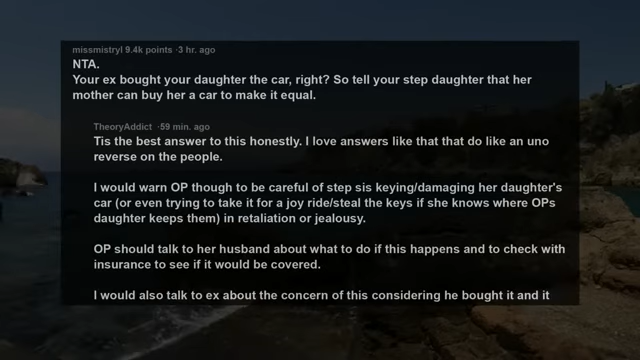 missmistryl 9.4k points ·3 hr. ago
NTA.
Your ex bought your daughter the car, right? So tell your step daughter that her
mother can buy her a car to make it equal.
TheoryAddict ·59 min. ago
Tis the best answer to this honestly. I love answers like that that do like an uno
reverse on the people.
I would warn OP though to be careful of step sis keying/damaging her daughter's
car (or even trying to take it for a joy ride/steal the keys if she knows where OPs
daughter keeps them) in retaliation or jealousy.
OP should talk to her husband about what to do if this happens and to check with
insurance to see if it would be covered.
I would also talk to ex about the concern of this considering he bought it and it